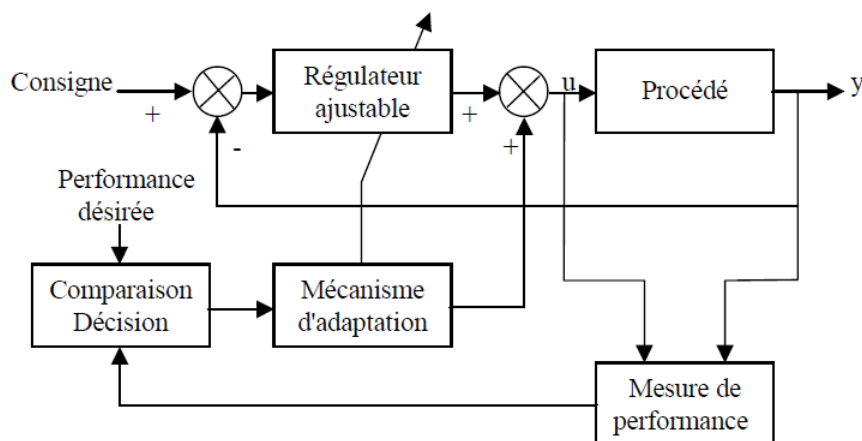 Consigne
+
-
Régulateur
ajustable
+
+
u
Procédé
y
Performance
désirée
Comparaison
Décision
Mécanisme
d'adaptation
Mesure de
performance